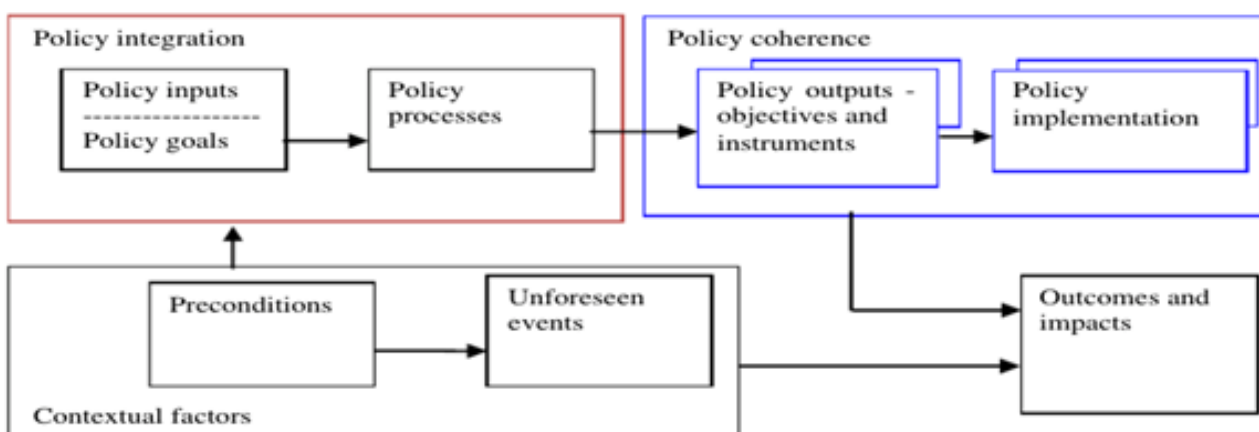 Policy integration
Policy inputs
------------------
Policy goals
Policy
processes
Policy coherence
Policy outputs -
objectives and
instruments
Policy
implementation
Preconditions
Unforeseen
events
Contextual factors
Outcomes and
impacts